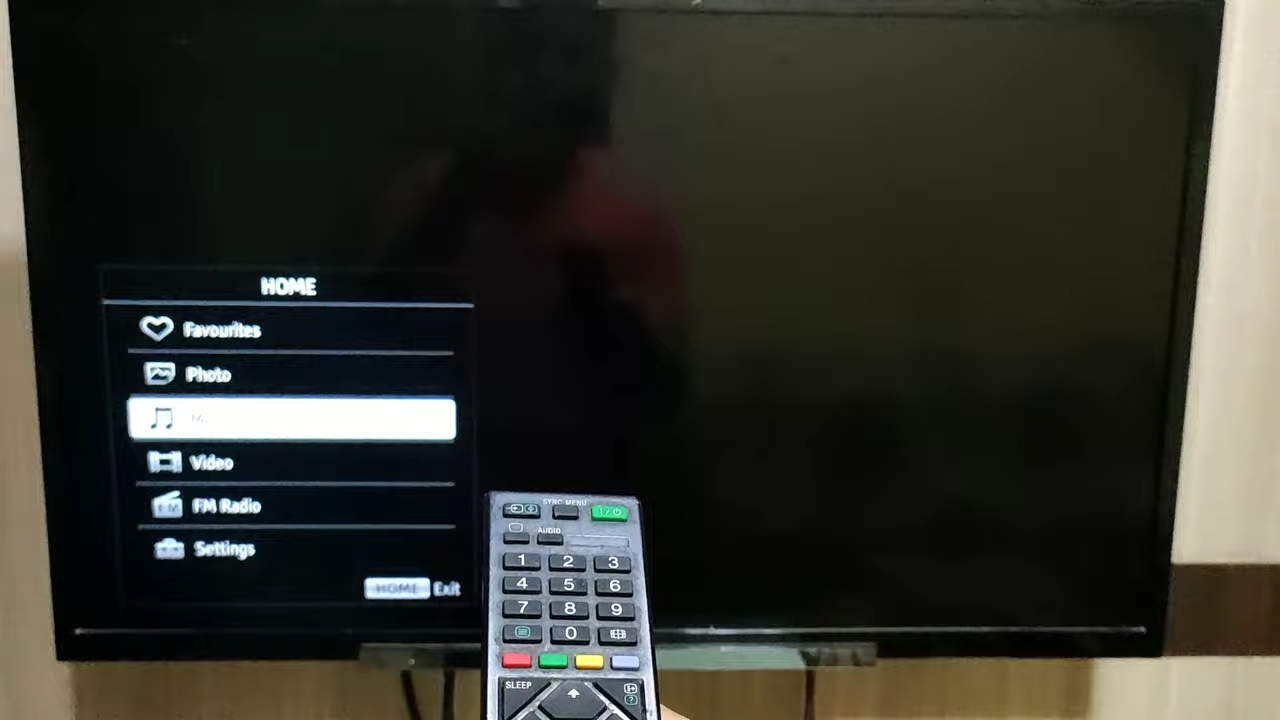 HOME
Favourites
Photo
M
Video
FM Radio
Settings
HOME Exit
SYNC MENU
AUDIO
1 2 3
4 5 6
7 8 9
0
SLEEP